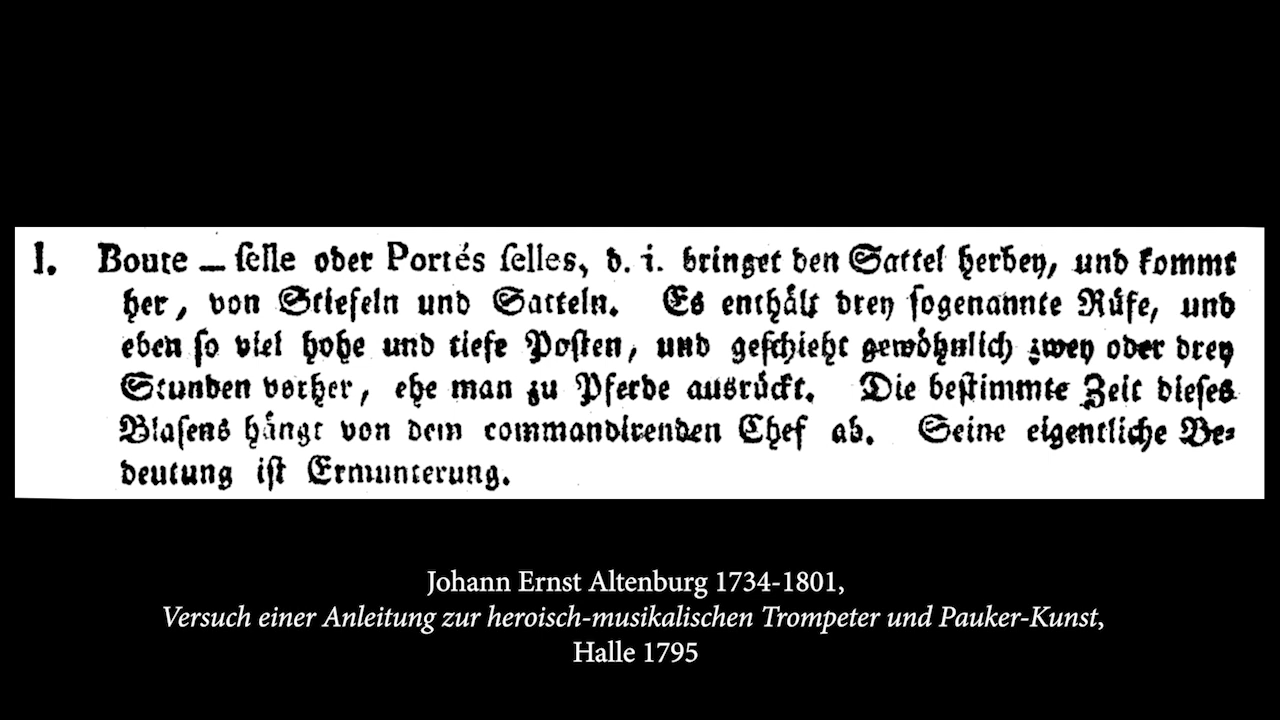 1. Boute — ſelle oder Portés ſelles, d. i. bringet den Sattel herbey, und kommt
her, von Stiefeln und Satteln. Es enthält drey ſogenannte Rüfe, und
eben ſo viel hohe und tiefe Poſten, und geſchieht gewöhnlich zwey oder drey
Stunden vorher, ehe man zu Pferde ausrückt. Die beſtimmte Zeit dieſes
Blaſens hängt von dem commandirenden Chef ab. Seine eigentliche Be⸗
deutung iſt Ermunterung.
Johann Ernst Altenburg 1734-1801,
Versuch einer Anleitung zur heroisch-musikalischen Trompeter und Pauker-Kunst,
Halle 1795